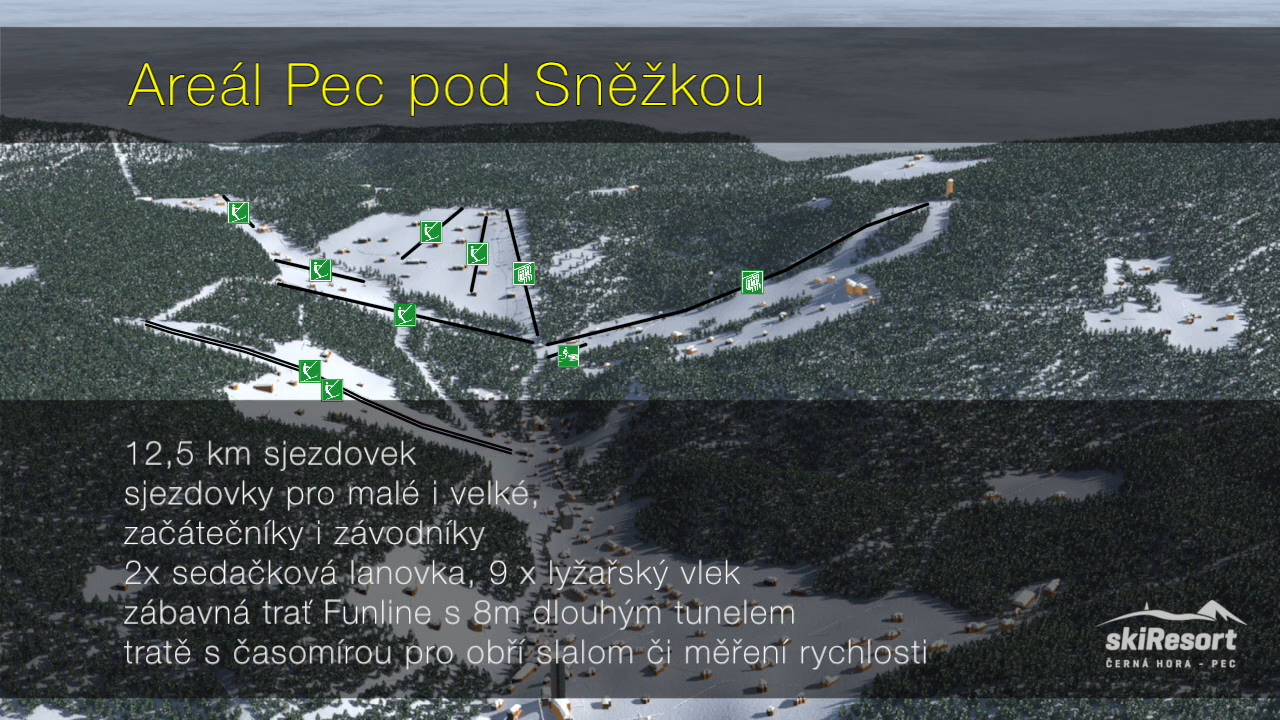 Areál Pec pod Sněžkou
12,5 km sjezdovek
sjezdovky pro malé i velké,
začátečníky i závodníky
2x sedačková lanovka, 9 x lyžařský vlek
zábavná trať Funline s 8m dlouhým tunelem
tratě s časomírou pro obří slalom či měření rychlosti
skiResort
ČERNÁ HORA - PEC